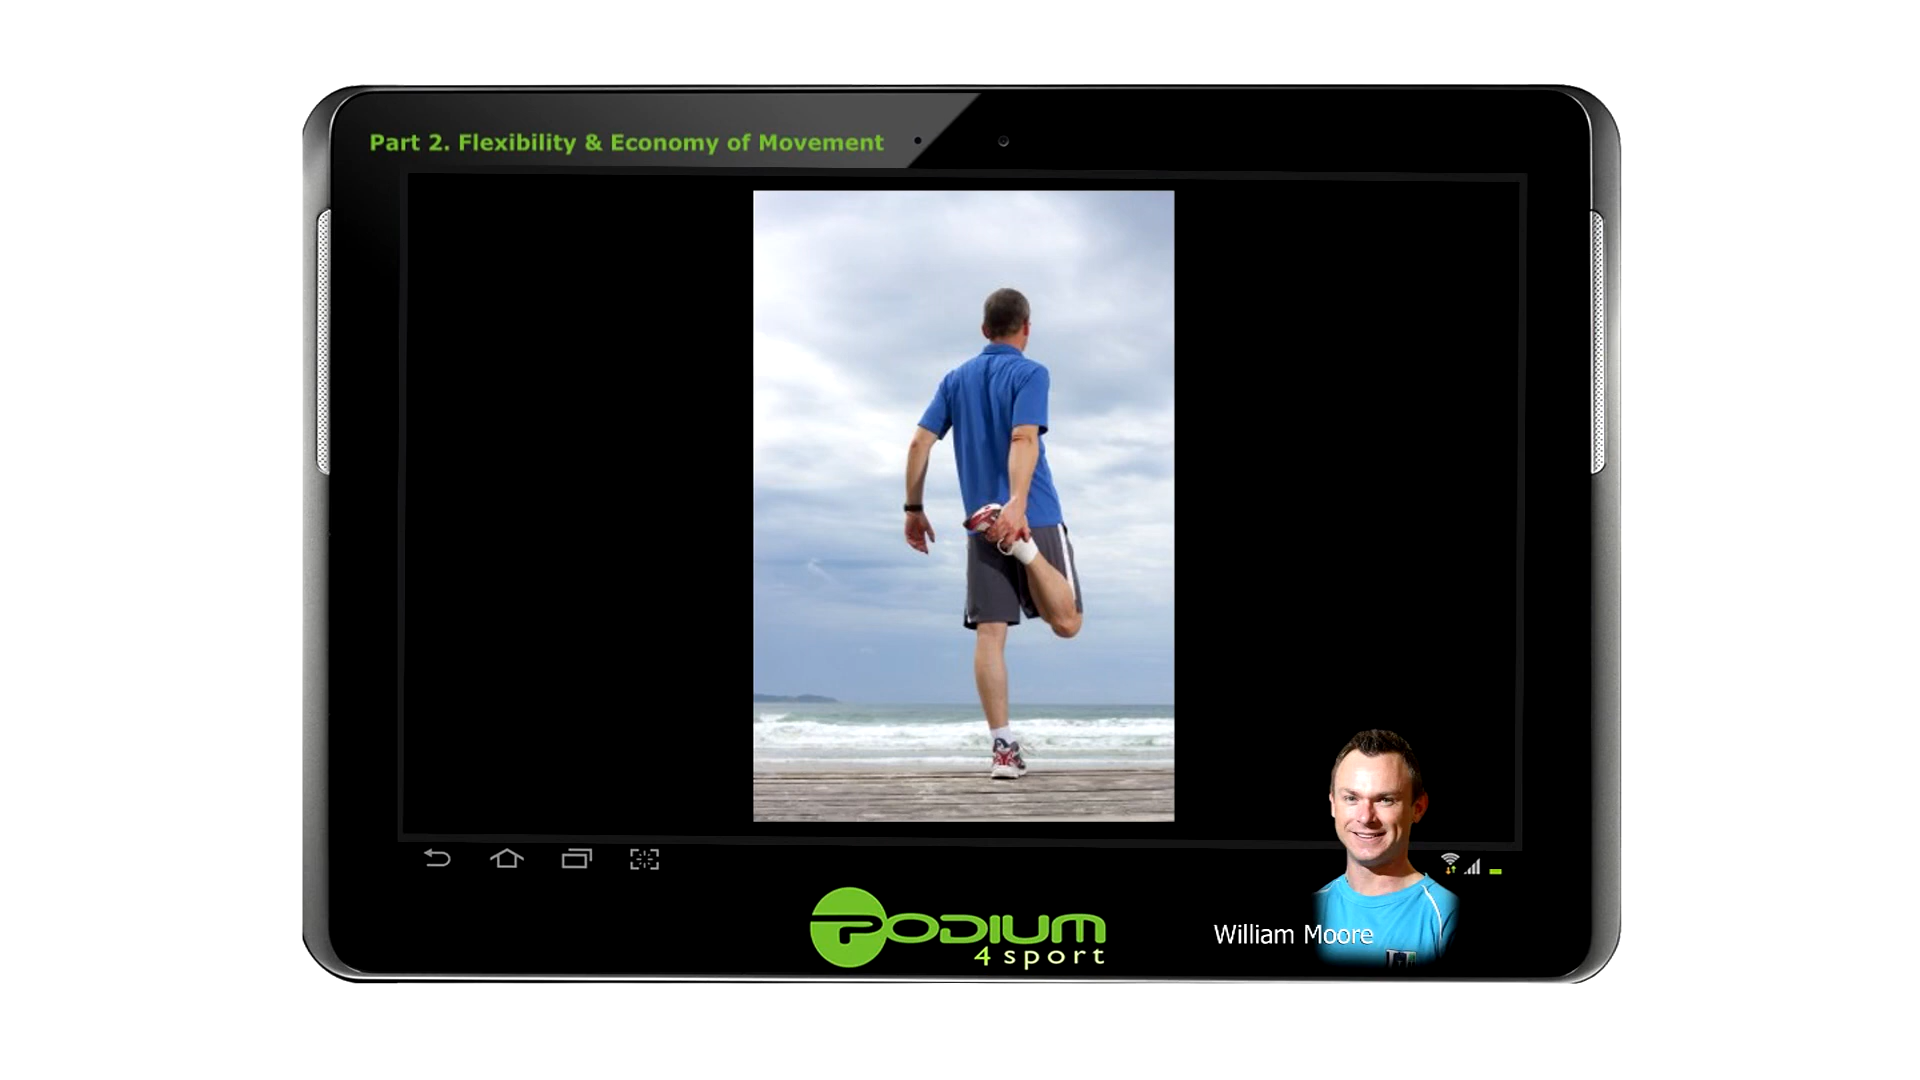 Part 2. Flexibility & Economy of Movement
PODIUM
4 sport
William Moore